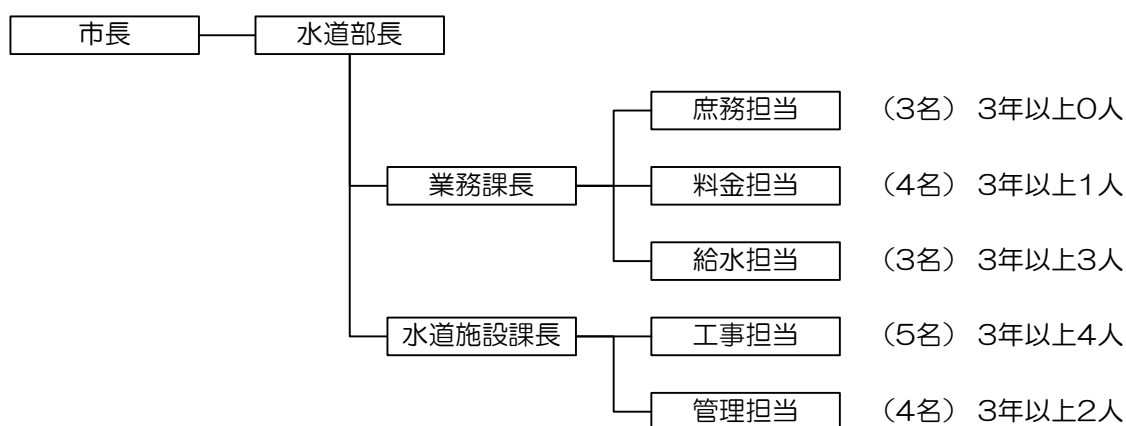 市長 水道部長
庶務担当 （3名） 3年以上0人
業務課長 料金担当 （4名） 3年以上1人
給水担当 （3名） 3年以上3人
水道施設課長 工事担当 （5名） 3年以上4人
管理担当 （4名） 3年以上2人